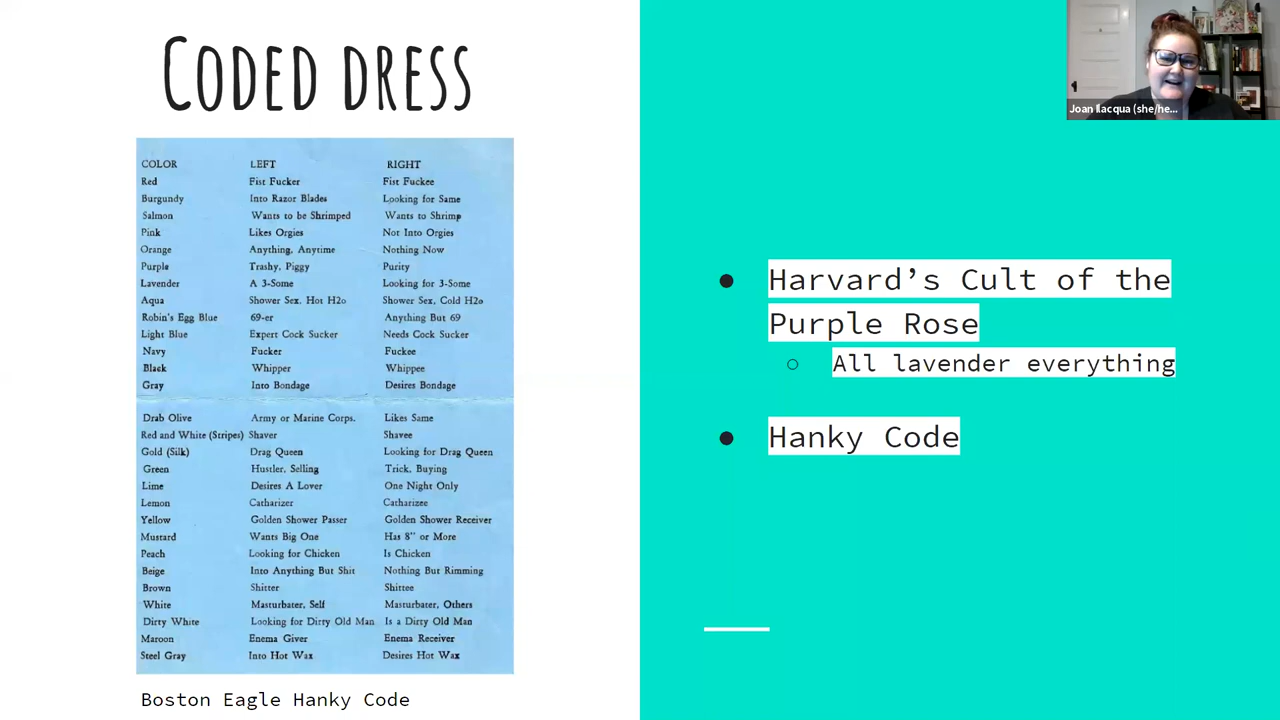 CODED DRESS
COLOR LEFT RIGHT
Red Fist Fucker Fist Fuckee
Burgundy Into Razor Blades Looking for Same
Salmon Wants to be Shrimped Wants to Shrimp
Pink Likes Orgies Not Into Orgies
Orange Anything, Anytime Nothing Now
Purple Trashy, Piggy Purity
Lavender A 3-Some Looking for 3-Some
Aqua Shower Sex. Hot H2o Shower Sex, Cold H2o
Robin's Egg Blue 69-er Anything But 69
Light Blue Expert Cock Sucker Needs Cock Sucker
Navy Fucker Fuckee
Black Whipper Whippee
Gray Into Bondage Desires Bondage
Drab Olive Army or Marine Corps. Likes Same
Red and White (Stripes) Shaver Shavee
Gold (Silk) Drag Queen Looking for Drag Queen
Green Hustler, Selling Trick, Buying
Lime Desires A Lover One Night Only
Lemon Catharizer Catharizee
Yellow Golden Shower Passer Golden Shower Receiver
Mustard Wants Big One Has 8" or More
Peach Looking for Chicken Is Chicken
Beige Into Anything But Shit Nothing But Rimming
Brown Shitter Shittee
White Masturbater, Self Masturbater, Others
Dirty White Looking for Dirty Old Man Is a Dirty Old Man
Maroon Enema Giver Enema Receiver
Steel Gray Into Hot Wax Desires Hot Wax
Boston Eagle Hanky Code
● Harvard's Cult of the
Purple Rose
○ All lavender everything
● Hanky Code
Joan Ilacqua (she/he...